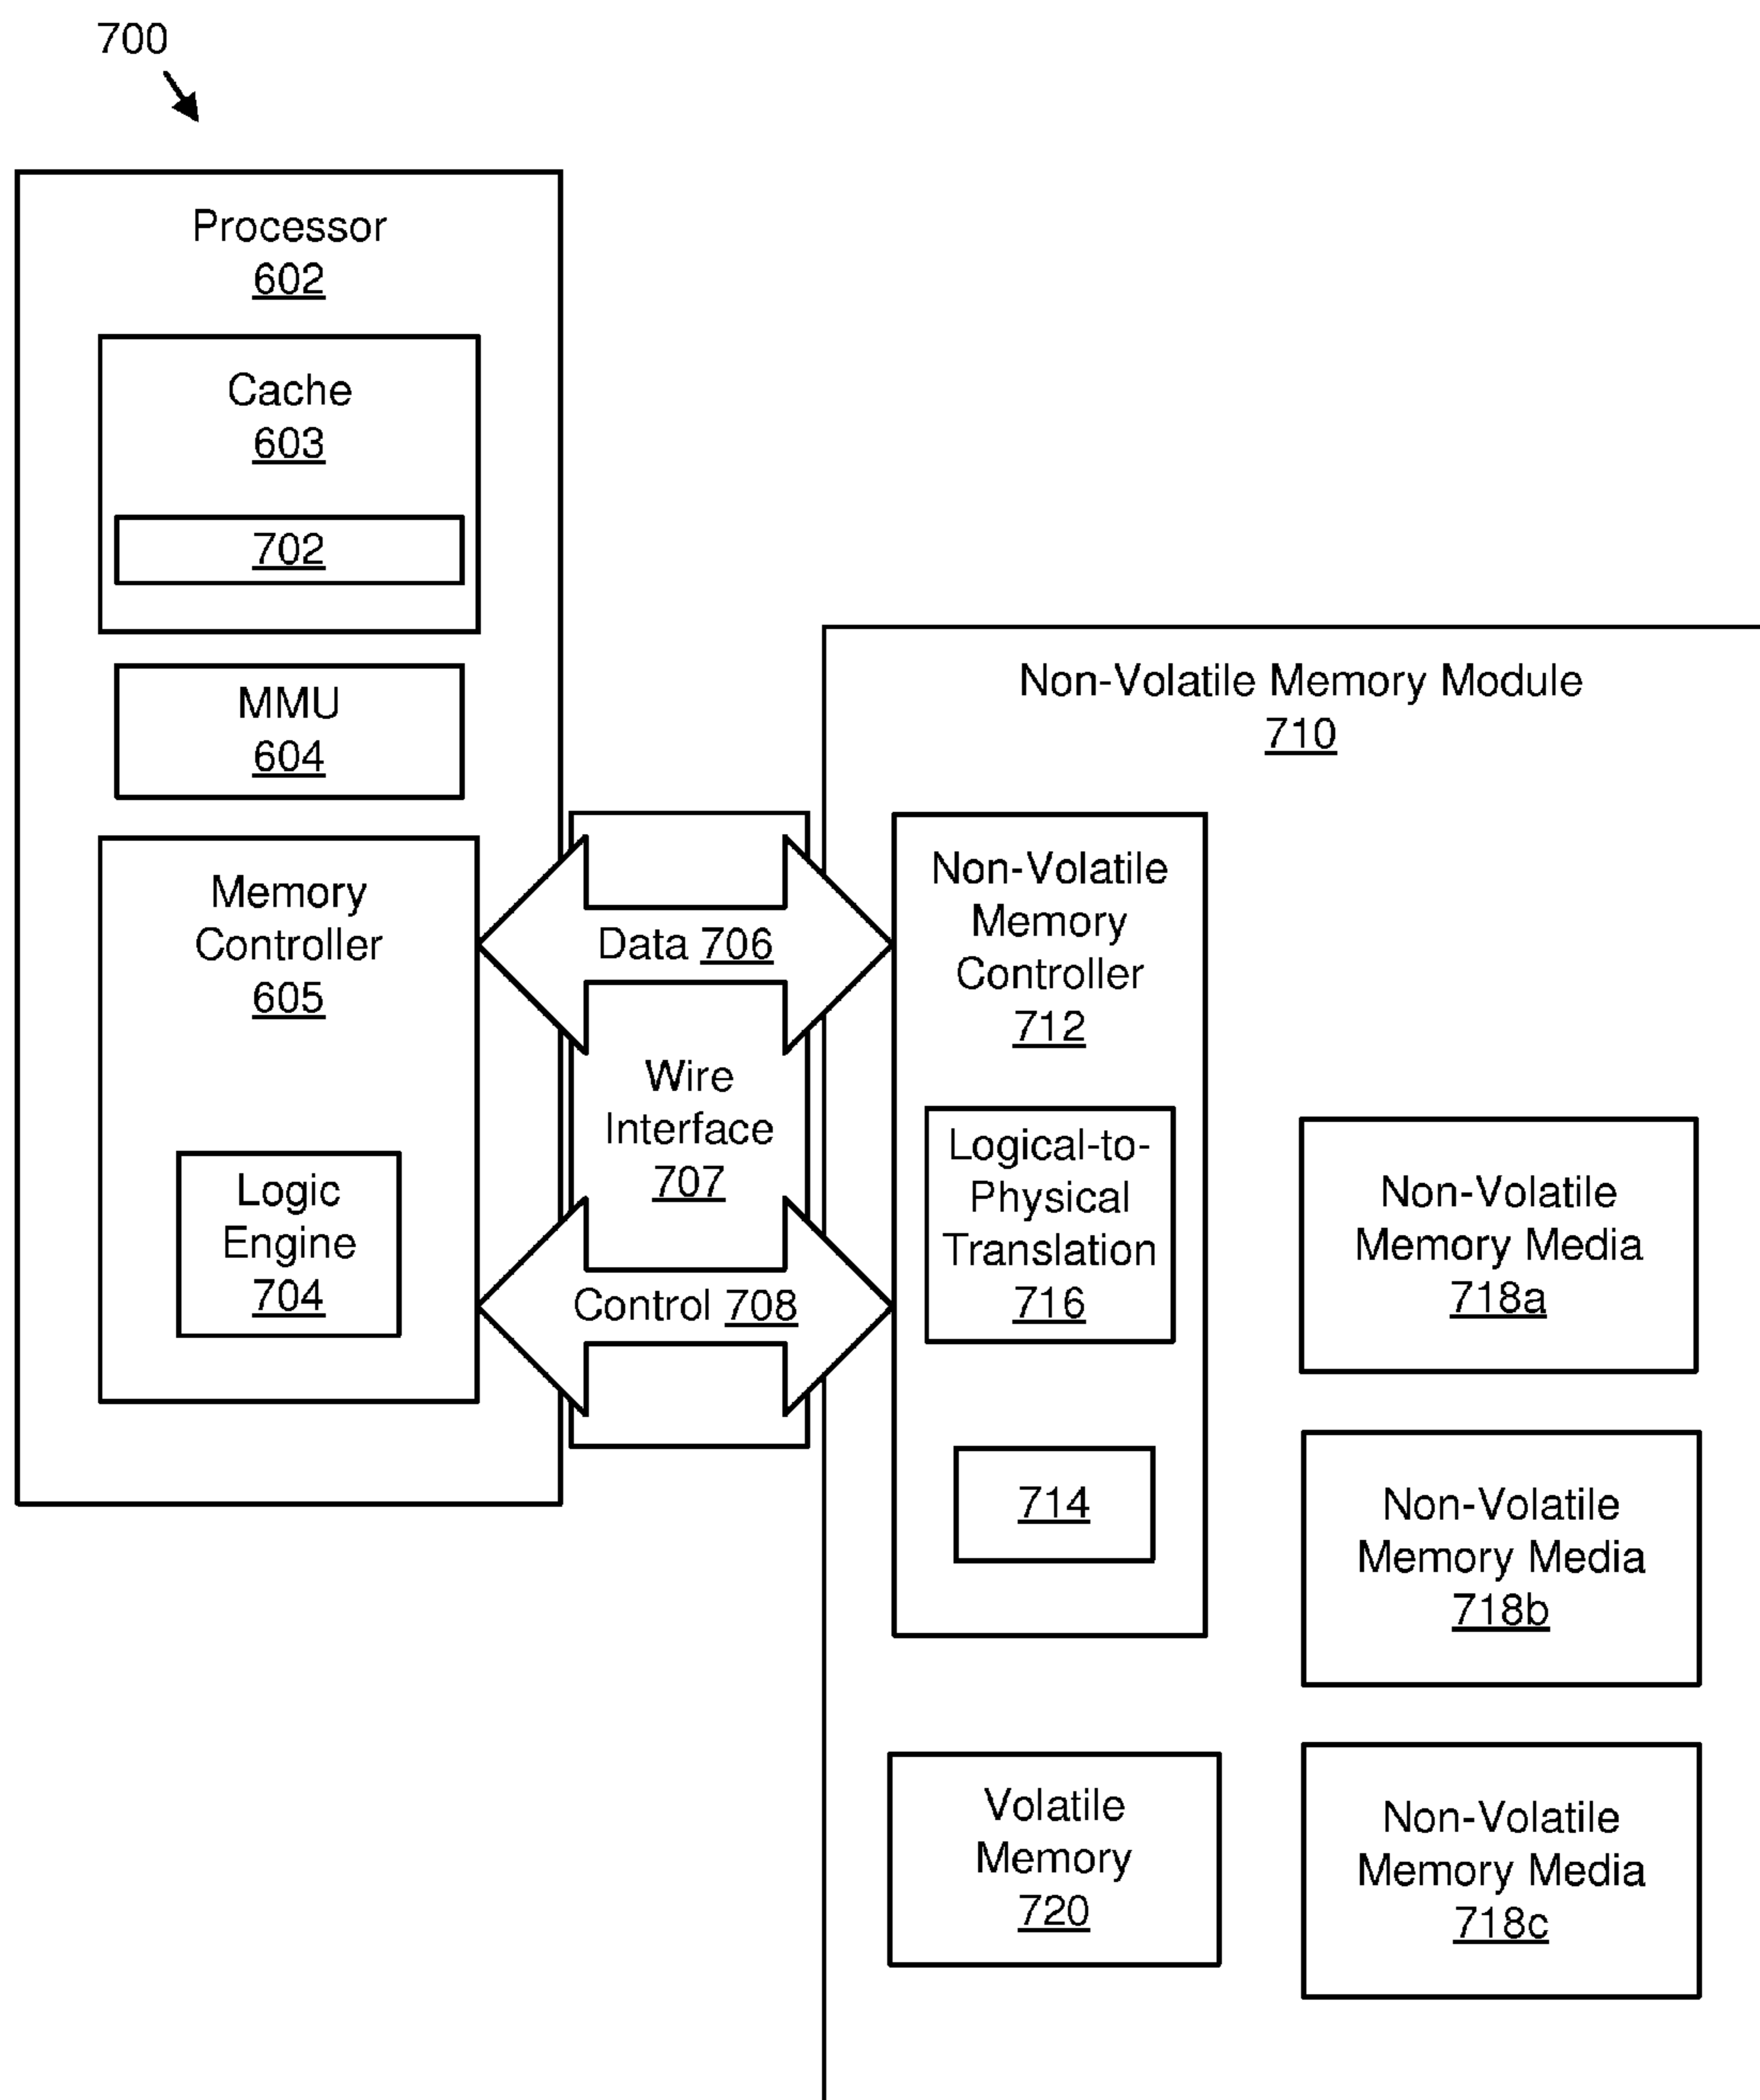 700
Processor
602
Cache
603
702
MMU
604
Memory
Controller
605
Logic
Engine
704
Data 706
Wire
Interface
707
Control 708
Non-Volatile Memory Module
710
Non-Volatile
Memory
Controller
712
Logical-to-
Physical
Translation
716
714
Non-Volatile
Memory Media
718a
Non-Volatile
Memory Media
718b
Volatile
Memory
720
Non-Volatile
Memory Media
718c